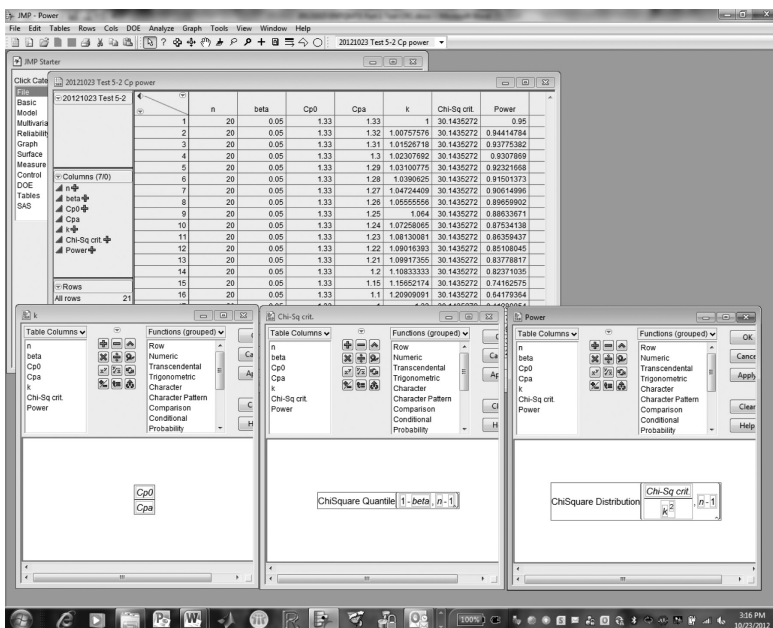 JMP - Power
File Edit Tables Rows Cols DOE Analyze Graph Tools View Window Help
20121023 Test 5-2 Cp power
JMP Starter
Click Cate
File
Basic
Model
Multivaria
Reliability
Graph
Surface
Measure
Control
DOE
Tables
SAS
20121023 Test 5-2 Cp power
20121023 Test 5-2
Columns (7/0)
n
beta
Cp0
Cpa
k
Chi-Sq crit.
Power
Rows
All rows 21
n beta Cp0 Cpa k Chi-Sq crit. Power
1 20 0.05 1.33 1.33 1 30.1435272 0.95
2 20 0.05 1.33 1.32 1.00757576 30.1435272 0.94414784
3 20 0.05 1.33 1.31 1.01526718 30.1435272 0.93775382
4 20 0.05 1.33 1.3 1.02307692 30.1435272 0.9307869
5 20 0.05 1.33 1.29 1.03100775 30.1435272 0.92321668
6 20 0.05 1.33 1.28 1.0390625 30.1435272 0.91501373
7 20 0.05 1.33 1.27 1.04724409 30.1435272 0.90614996
8 20 0.05 1.33 1.26 1.05555556 30.1435272 0.89659902
9 20 0.05 1.33 1.25 1.064 30.1435272 0.88633671
10 20 0.05 1.33 1.24 1.07258065 30.1435272 0.87534138
11 20 0.05 1.33 1.23 1.08130081 30.1435272 0.86359437
12 20 0.05 1.33 1.22 1.09016393 30.1435272 0.85108045
13 20 0.05 1.33 1.21 1.09917355 30.1435272 0.83778817
14 20 0.05 1.33 1.2 1.10833333 30.1435272 0.82371035
15 20 0.05 1.33 1.15 1.15652174 30.1435272 0.74162575
16 20 0.05 1.33 1.1 1.20909091 30.1435272 0.64179364
k
Table Columns
n
beta
Cp0
Cpa
k
Chi-Sq crit.
Power
Functions (grouped)
Row
Numeric
Transcendental
Trigonometric
Character
Character Pattern
Comparison
Conditional
Probability
Ca
Cp0
Cpa
Chi-Sq crit.
Table Columns
n
beta
Cp0
Cpa
k
Chi-Sq crit.
Power
Functions (grouped)
Row
Numeric
Transcendental
Trigonometric
Character
Character Pattern
Comparison
Conditional
Probability
Ca
Ap
Cl
ChiSquare Quantile 1 - beta , n - 1
Power
Table Columns
n
beta
Cp0
Cpa
k
Chi-Sq crit.
Power
Functions (grouped)
Row
Numeric
Transcendental
Trigonometric
Character
Character Pattern
Comparison
Conditional
Probability
OK
Cance
Apply
Clear
Help
ChiSquare Distribution Chi-Sq crit. / k² , n - 1
100%
3:16 PM
10/23/2012